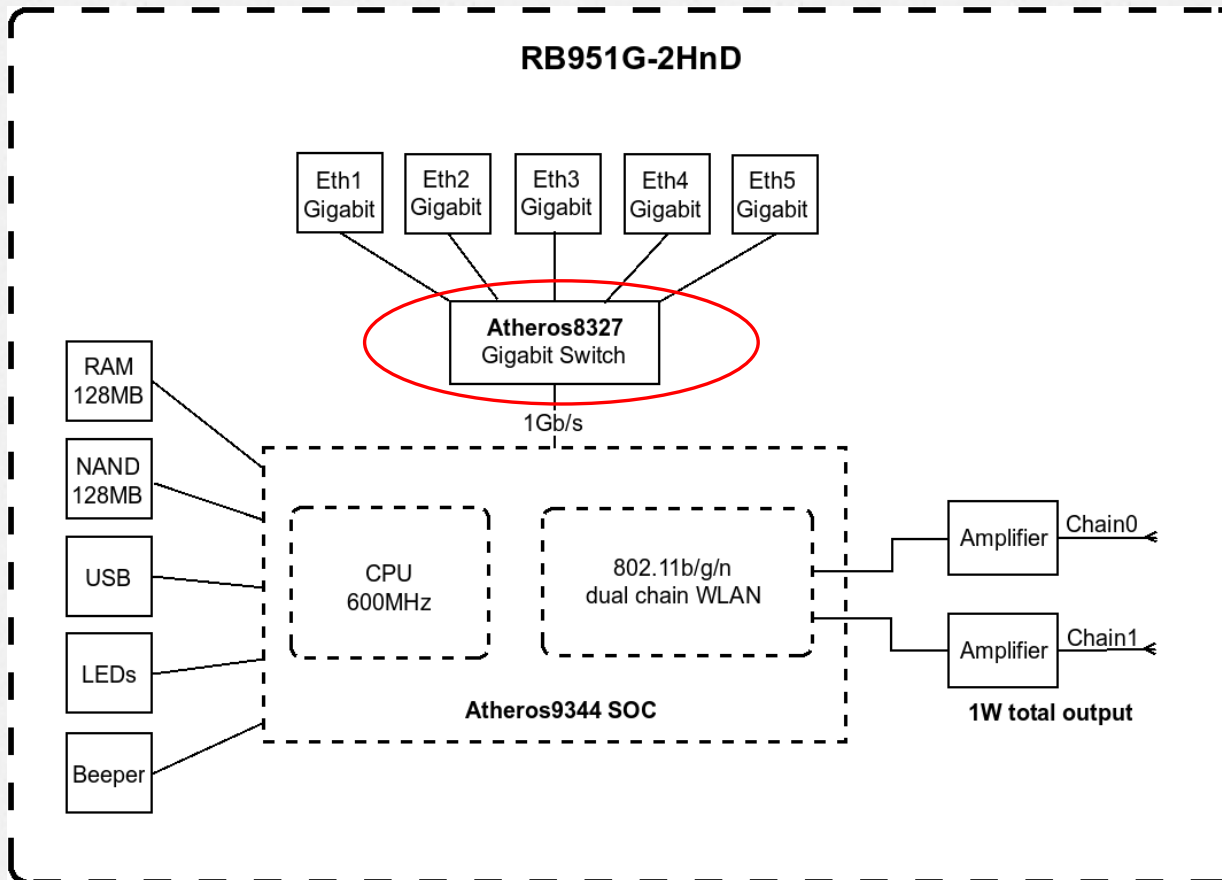 RB951G-2HnD
Eth1
Gigabit
Eth2
Gigabit
Eth3
Gigabit
Eth4
Gigabit
Eth5
Gigabit
Atheros8327
Gigabit Switch
1Gb/s
RAM
128MB
NAND
128MB
USB
LEDs
Beeper
CPU
600MHz
802.11b/g/n
dual chain WLAN
Atheros9344 SOC
Amplifier
Chain0
Amplifier
Chain1
1W total output